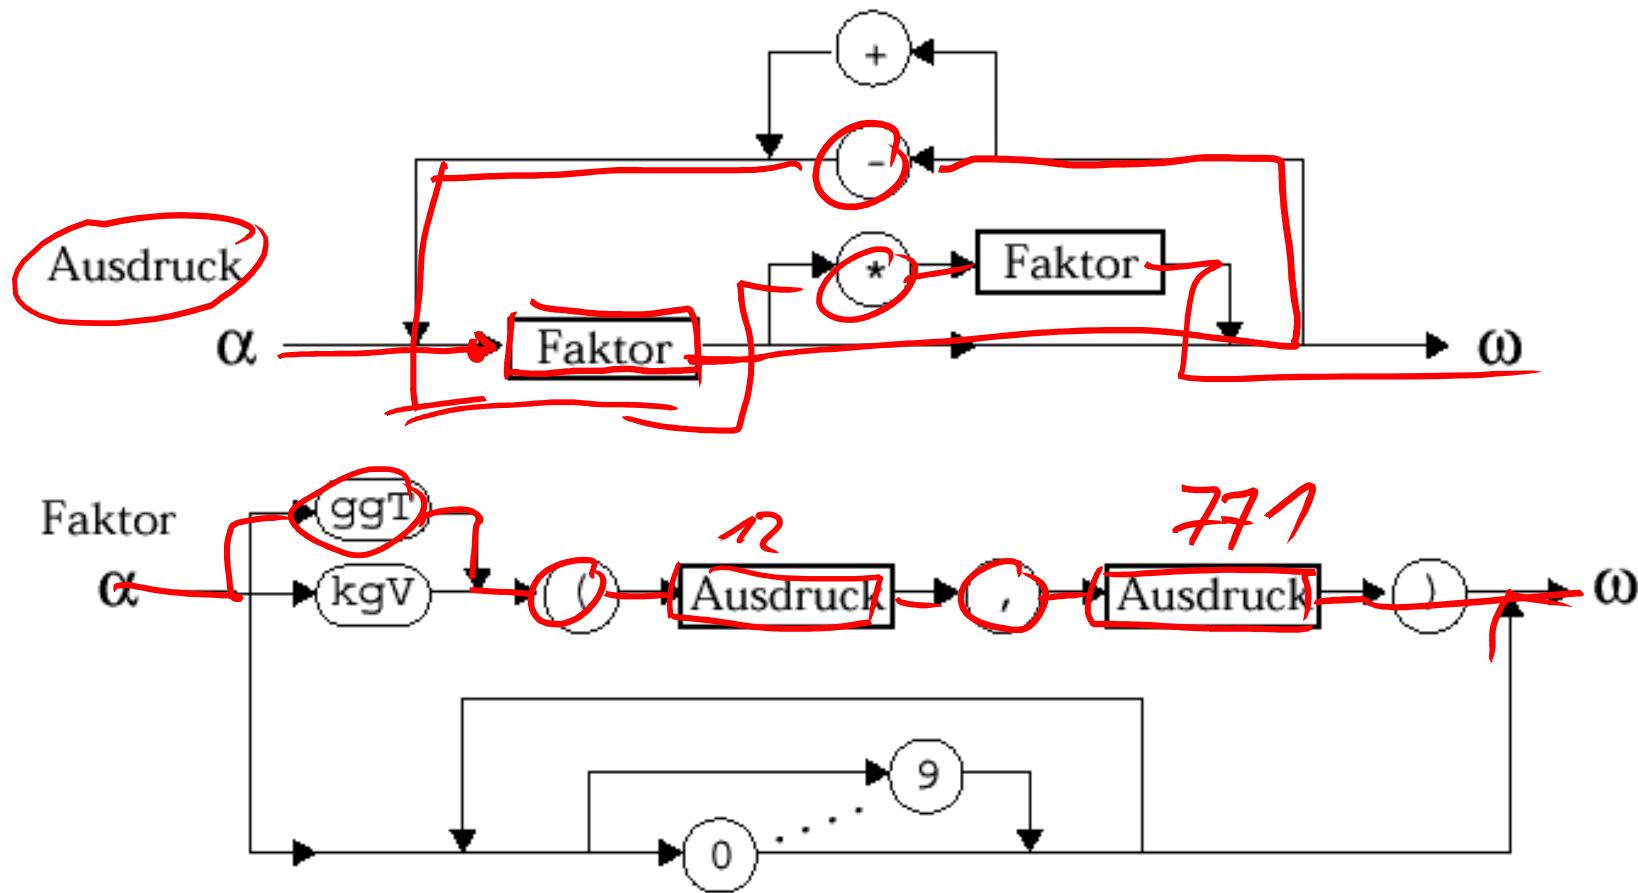 +
-
* Faktor
Ausdruck
α Faktor ω
Faktor ggT 12 771
α kgV ( Ausdruck , Ausdruck ) ω
9
0